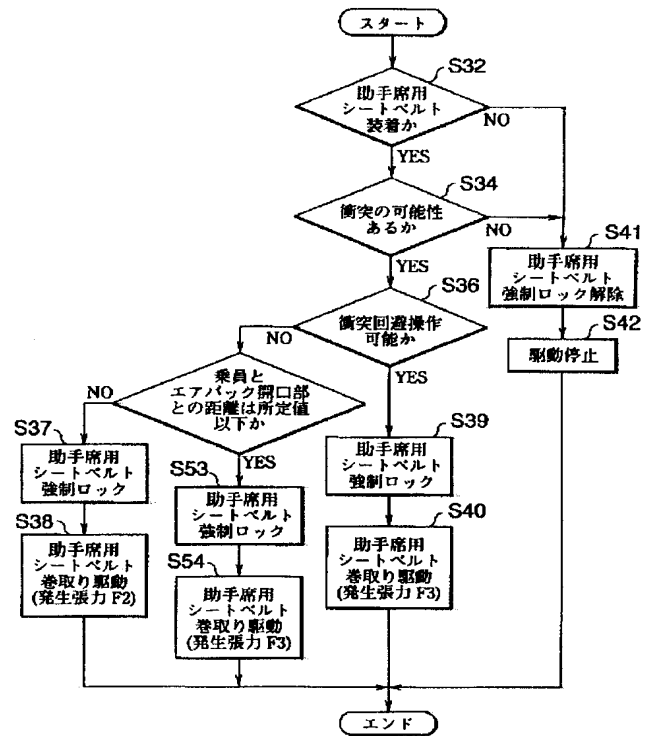 スタート
S32
助手席用
シートベルト
装着か
NO
YES
S34
衝突の可能性
あるか
NO
YES
S41
助手席用
シートベルト
強制ロック解除
S42
駆動停止
S36
衝突回避操作
可能か
NO
YES
乗員と
エアバック開口部
との距離は所定値
以下か
NO
YES
S37
助手席用
シートベルト
強制ロック
S38
助手席用
シートベルト
巻取り駆動
(発生張力 F2)
S53
助手席用
シートベルト
強制ロック
S54
助手席用
シートベルト
巻取り駆動
(発生張力 F3)
S39
助手席用
シートベルト
強制ロック
S40
助手席用
シートベルト
巻取り駆動
(発生張力 F3)
エンド